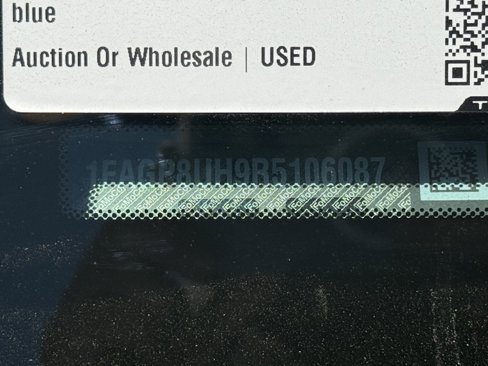 blue
Auction Or Wholesale | USED
1FAGP8UH9R5106087